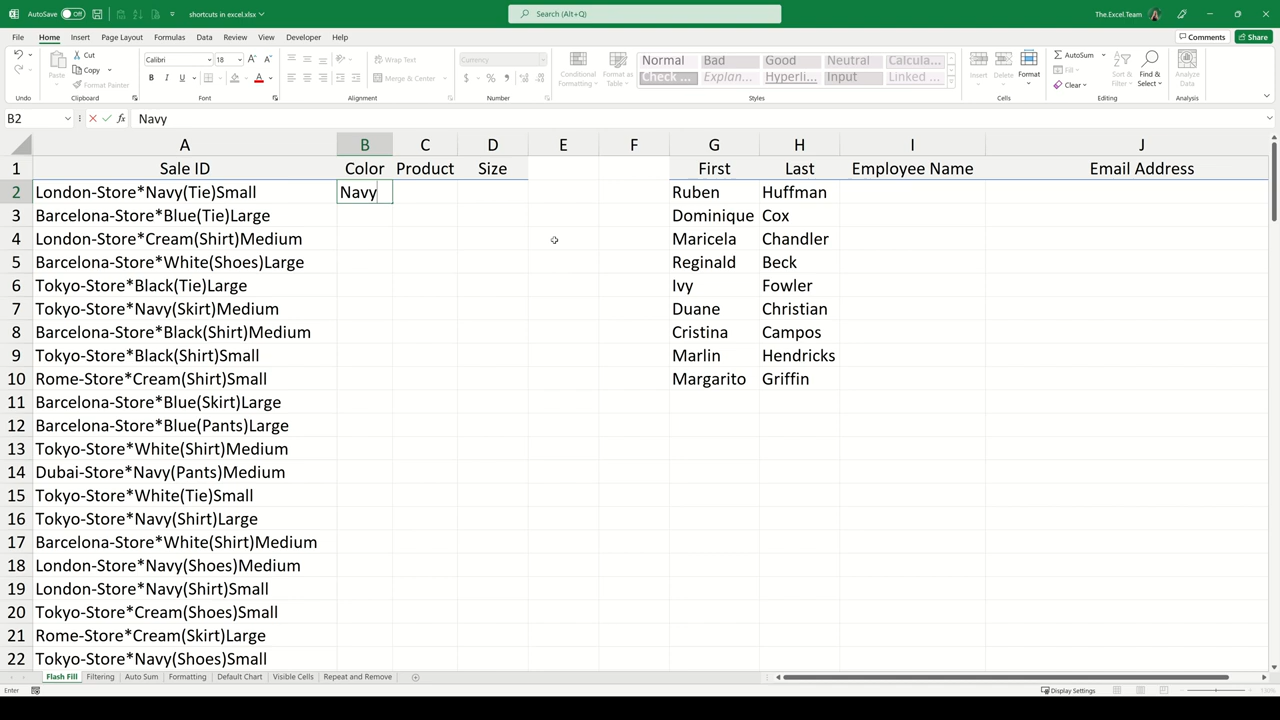 AutoSave Off shortcuts in excel.xlsx Search (Alt+Q) The.Excel.Team
File Home Insert Page Layout Formulas Data Review View Developer Help Comments Share
Cut Calibri 18 Wrap Text Currency Normal Bad Good Neutral Calcula... AutoSum
Copy Paste Format Painter B I U Merge & Center Conditional Formatting Format as Table Check ... Explan... Hyperli... Input Linked ... Insert Delete Format Fill Clear Sort & Filter Find & Select Analyze Data
Undo Clipboard Font Alignment Number Styles Cells Editing Analysis
B2 fx Navy
A B C D E F G H I J
1 Sale ID Color Product Size First Last Employee Name Email Address
2 London-Store*Navy(Tie)Small Navy Ruben Huffman
3 Barcelona-Store*Blue(Tie)Large Dominique Cox
4 London-Store*Cream(Shirt)Medium Maricela Chandler
5 Barcelona-Store*White(Shoes)Large Reginald Beck
6 Tokyo-Store*Black(Tie)Large Ivy Fowler
7 Tokyo-Store*Navy(Skirt)Medium Duane Christian
8 Barcelona-Store*Black(Shirt)Medium Cristina Campos
9 Tokyo-Store*Black(Shirt)Small Marlin Hendricks
10 Rome-Store*Cream(Shirt)Small Margarito Griffin
11 Barcelona-Store*Blue(Skirt)Large
12 Barcelona-Store*Blue(Pants)Large
13 Tokyo-Store*White(Shirt)Medium
14 Dubai-Store*Navy(Pants)Medium
15 Tokyo-Store*White(Tie)Small
16 Tokyo-Store*Navy(Shirt)Large
17 Barcelona-Store*White(Shirt)Medium
18 London-Store*Navy(Shoes)Medium
19 London-Store*Navy(Shirt)Small
20 Tokyo-Store*Cream(Shoes)Small
21 Rome-Store*Cream(Skirt)Large
22 Tokyo-Store*Navy(Shoes)Small
Flash Fill Filtering Auto Sum Formatting Default Chart Visible Cells Repeat and Remove
Enter Display Settings